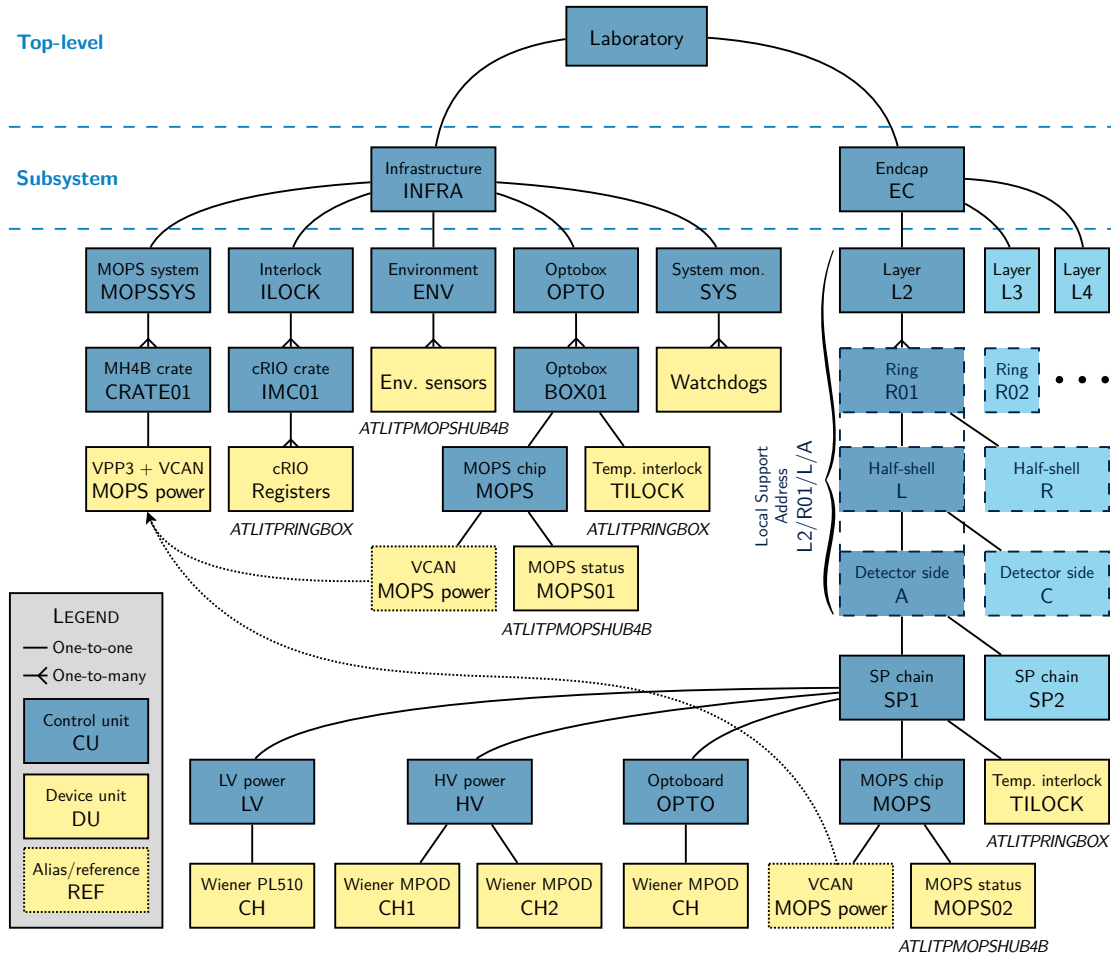 Top-level
Laboratory
Subsystem
Infrastructure
INFRA
Endcap
EC
MOPS system
MOPSSYS
Interlock
ILOCK
Environment
ENV
Optobox
OPTO
System mon.
SYS
Layer
L2
Layer
L3
Layer
L4
MH4B crate
CRATE01
cRIO crate
IMC01
Env. sensors
ATLITPMOPSHUB4B
Optobox
BOX01
Watchdogs
Ring
R01
Ring
R02
• • •
VPP3 + VCAN
MOPS power
cRIO
Registers
ATLITPRINGBOX
MOPS chip
MOPS
Temp. interlock
TILOCK
ATLITPRINGBOX
Local Support
Address
L2/R01/L/A
Half-shell
L
Half-shell
R
VCAN
MOPS power
MOPS status
MOPS01
ATLITPMOPSHUB4B
Detector side
A
Detector side
C
LEGEND
One-to-one
One-to-many
Control unit
CU
Device unit
DU
Alias/reference
REF
SP chain
SP1
SP chain
SP2
LV power
LV
HV power
HV
Optoboard
OPTO
MOPS chip
MOPS
Temp. interlock
TILOCK
ATLITPRINGBOX
Wiener PL510
CH
Wiener MPOD
CH1
Wiener MPOD
CH2
Wiener MPOD
CH
VCAN
MOPS power
MOPS status
MOPS02
ATLITPMOPSHUB4B